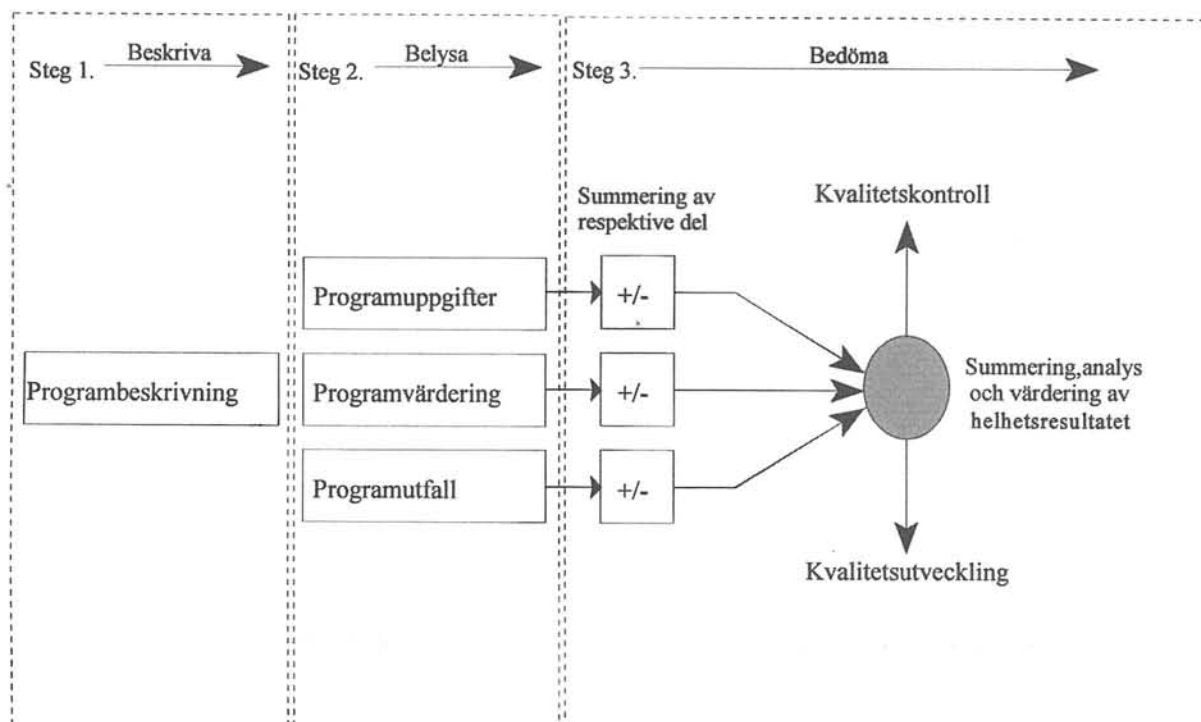 Steg 1.
Beskriva
Steg 2.
Belysa
Steg 3.
Bedöma
Summering av
respektive del
Kvalitetskontroll
Programuppgifter
+/-
Programbeskrivning
Programvärdering
+/-
Summering,analys
och värdering av
helhetsresultatet
Programutfall
+/-
Kvalitetsutveckling